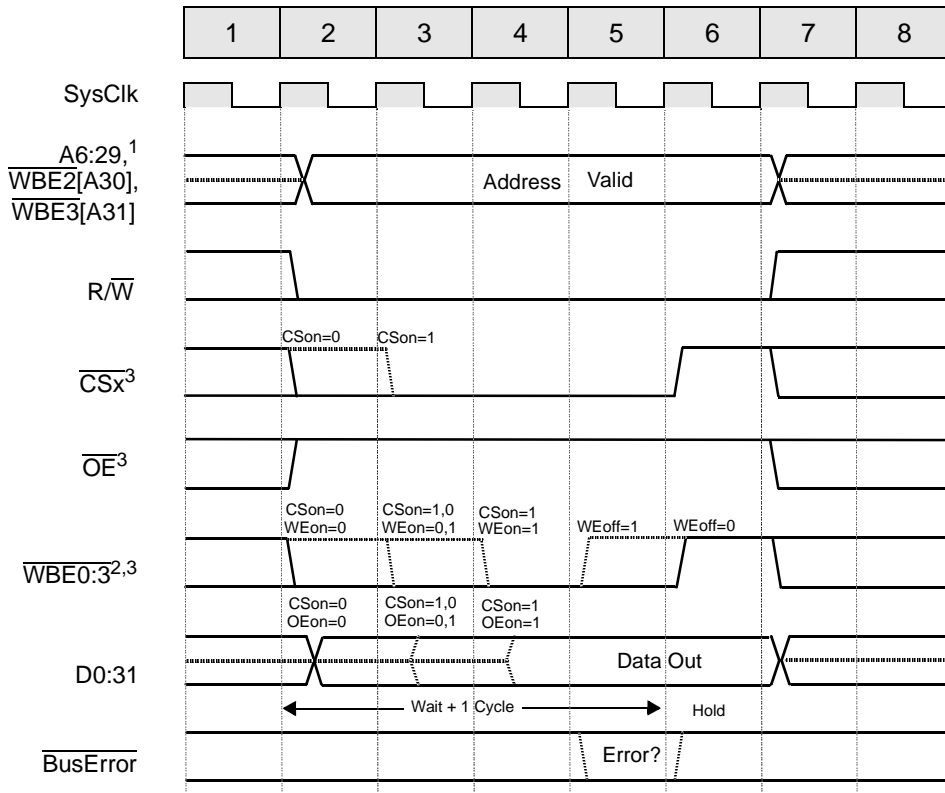 1 2 3 4 5 6 7 8
SysClk
A6:29,1
WBE2[A30],
WBE3[A31]
Address Valid
R/W
CSon=0 CSon=1
CSx3
OE3
CSon=0 CSon=1,0 CSon=1
WEon=0 WEon=0,1 WEon=1 WEoff=1 WEoff=0
WBE0:32,3
CSon=0 CSon=1,0 CSon=1
OEon=0 OEon=0,1 OEon=1
D0:31
Data Out
Wait + 1 Cycle Hold
BusError
Error?